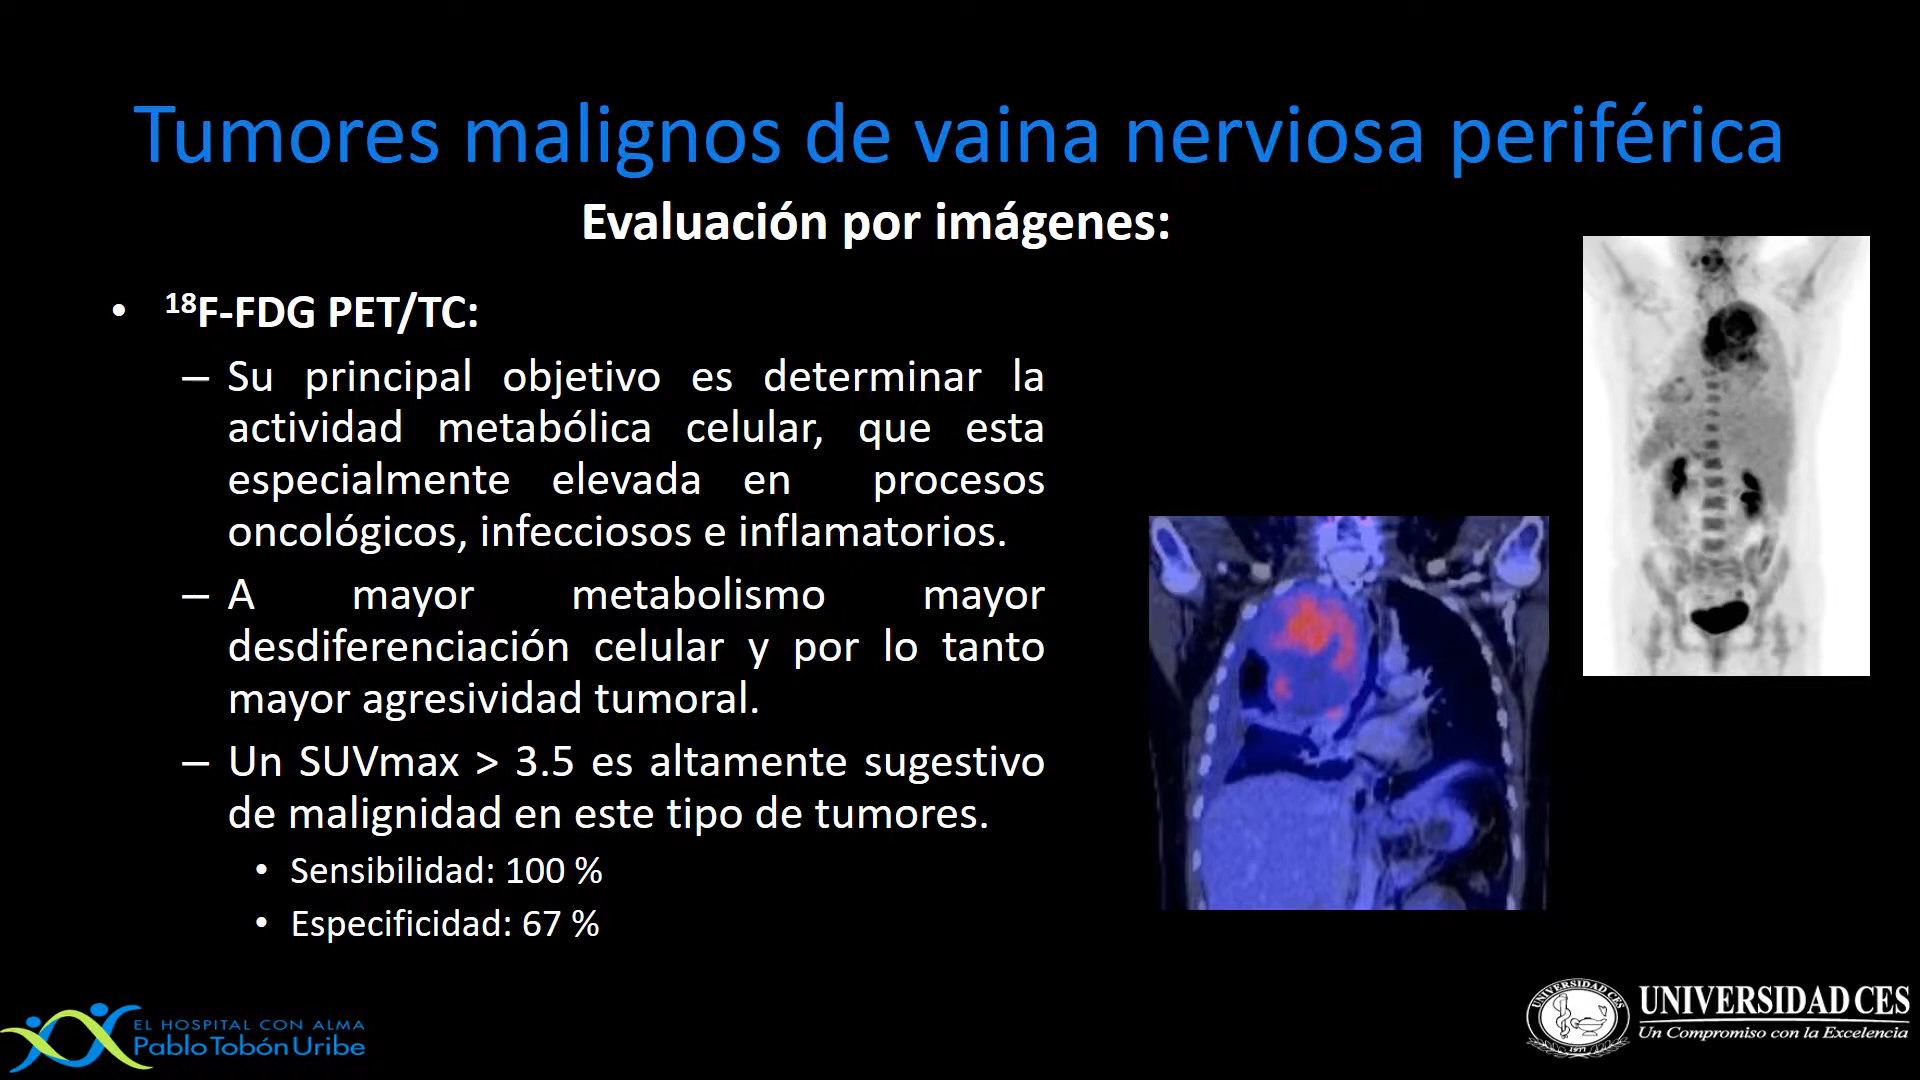 Tumores malignos de vaina nerviosa periférica
Evaluación por imágenes:
• ¹⁸F-FDG PET/TC:
– Su principal objetivo es determinar la
actividad metabólica celular, que esta
especialmente elevada en procesos
oncológicos, infecciosos e inflamatorios.
– A mayor metabolismo mayor
desdiferenciación celular y por lo tanto
mayor agresividad tumoral.
– Un SUVmax > 3.5 es altamente sugestivo
de malignidad en este tipo de tumores.
• Sensibilidad: 100 %
• Especificidad: 67 %
EL HOSPITAL CON ALMA
Pablo Tobón Uribe
UNIVERSIDAD CES
1977
UNIVERSIDAD CES
Un Compromiso con la Excelencia